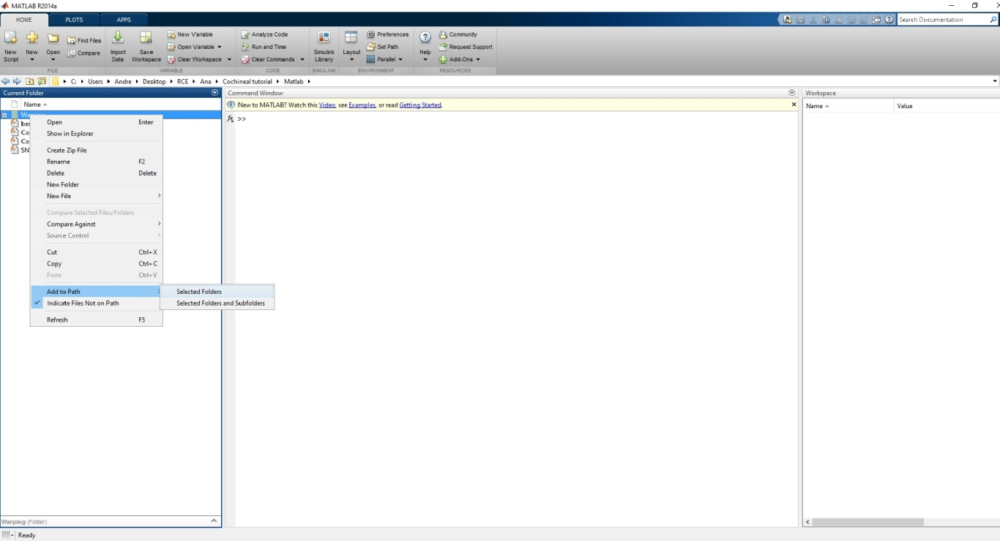 MATLAB R2014a
HOME PLOTS APPS
Search Documentation
New Script
New
Open
Find Files
Compare
Import Data
Save Workspace
New Variable
Open Variable
Clear Workspace
Analyze Code
Run and Time
Clear Commands
Simulink Library
Layout
Preferences
Set Path
Parallel
Help
Community
Request Support
Add-Ons
FILE VARIABLE CODE SIMULINK ENVIRONMENT RESOURCES
C: Users Andre Desktop RCE Ana Cochineal tutorial Matlab
Current Folder
Name
Warping
bas
Co
Co
SN
Open Enter
Show in Explorer
Create Zip File
Rename F2
Delete Delete
New Folder
New File
Compare Selected Files/Folders
Compare Against
Source Control
Cut Ctrl+X
Copy Ctrl+C
Paste Ctrl+V
Add to Path
Indicate Files Not on Path
Refresh F5
Selected Folders
Selected Folders and Subfolders
Command Window
New to MATLAB? Watch this Video, see Examples, or read Getting Started.
fx >>
Workspace
Name Value
Warping (Folder)
Ready